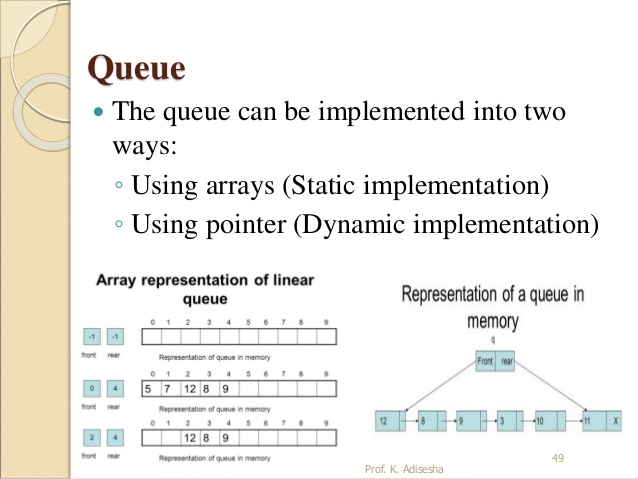 Queue
The queue can be implemented into two
ways:
Using arrays (Static implementation)
Using pointer (Dynamic implementation)
Array representation of linear
queue
0 1 2 3 4 5 6 7 8 9
-1 -1
front rear
Representation of queue in memory
0 1 2 3 4 5 6 7 8 9
0 4 5 7 12 8 9
front rear
Representation of queue in memory
0 1 2 3 4 5 6 7 8 9
2 4 12 8 9
front rear
Representation of queue in memory
Representation of a queue in
memory
q
Front rear
12 8 9 3 10 11 X
49
Prof. K. Adisesha